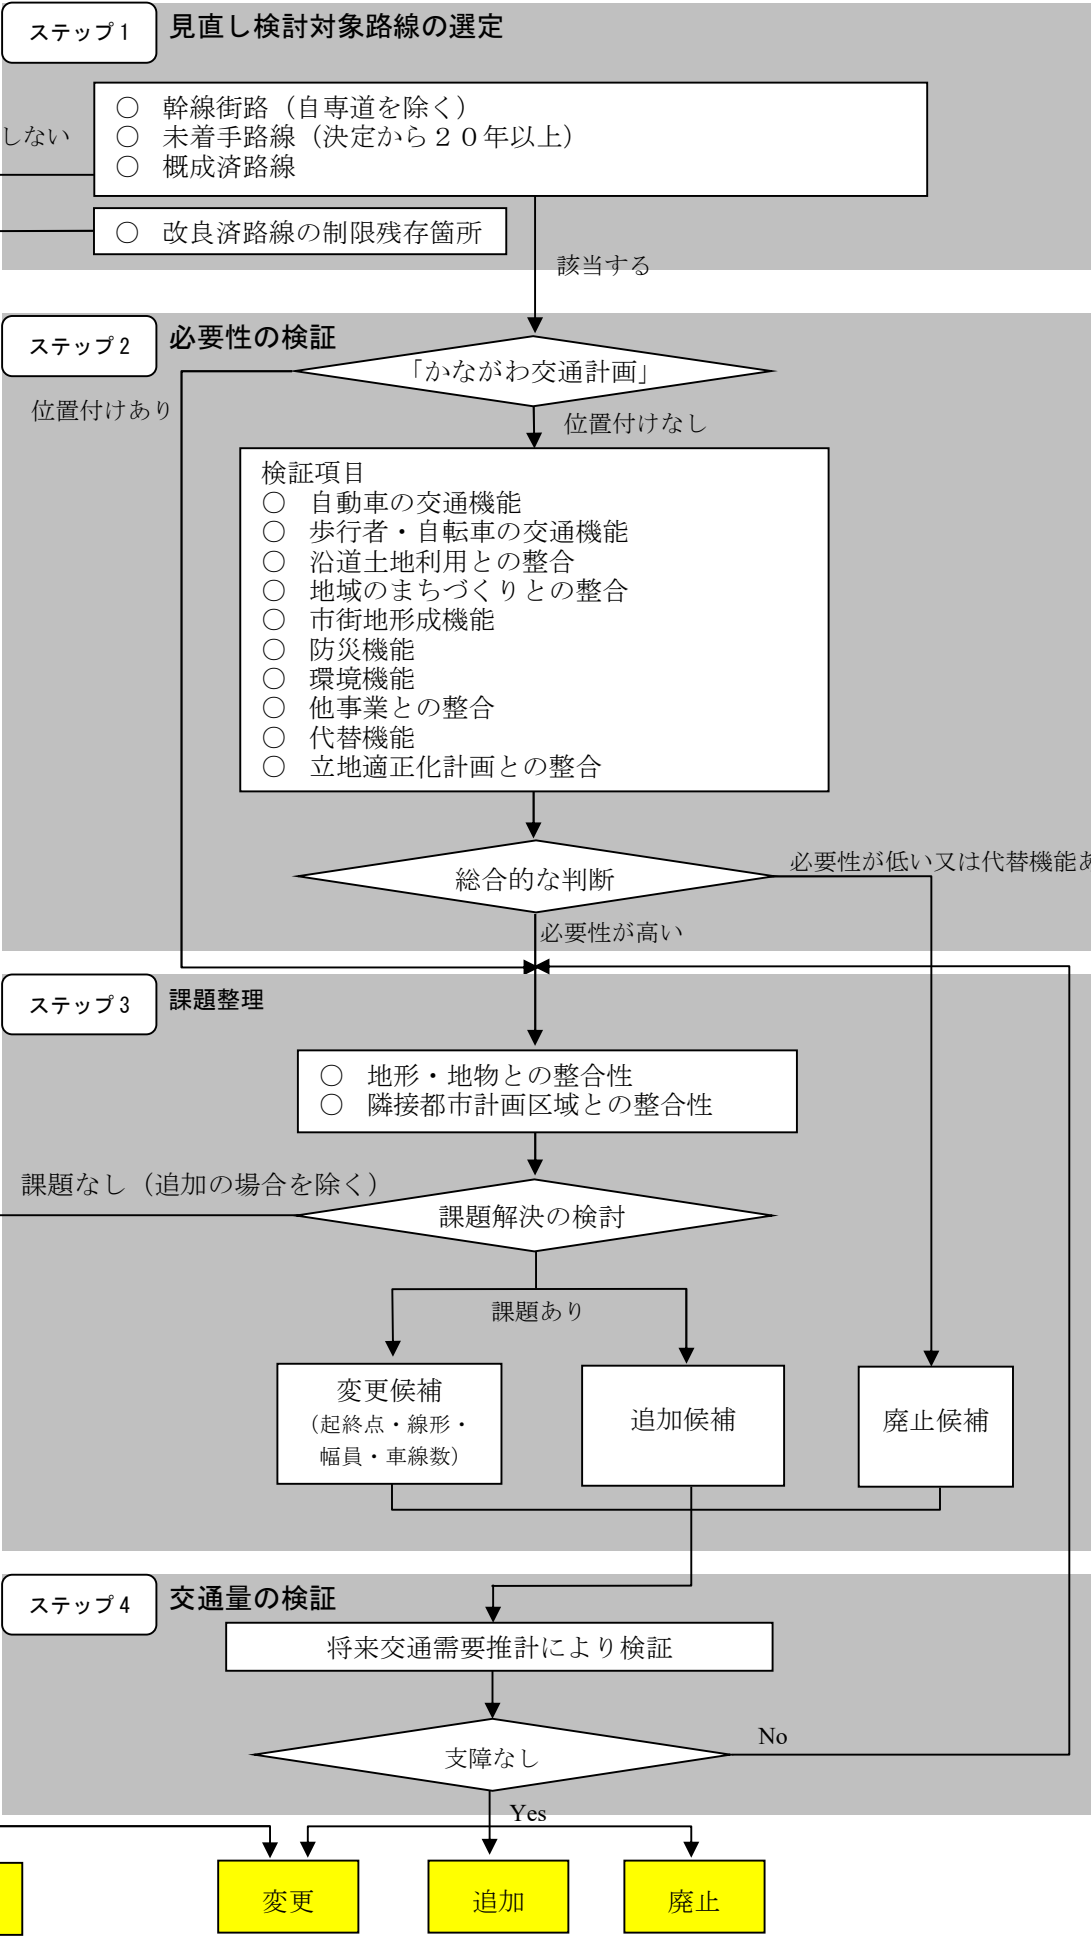 ステップ1
見直し検討対象路線の選定
○ 幹線街路（自専道を除く）
○ 未着手路線（決定から２０年以上）
○ 概成済路線
しない
○ 改良済路線の制限残存箇所
該当する
ステップ2
必要性の検証
「かながわ交通計画」
位置付けあり
位置付けなし
検証項目
○ 自動車の交通機能
○ 歩行者・自転車の交通機能
○ 沿道土地利用との整合
○ 地域のまちづくりとの整合
○ 市街地形成機能
○ 防災機能
○ 環境機能
○ 他事業との整合
○ 代替機能
○ 立地適正化計画との整合
総合的な判断
必要性が低い又は代替機能あ
必要性が高い
ステップ3
課題整理
○ 地形・地物との整合性
○ 隣接都市計画区域との整合性
課題なし（追加の場合を除く）
課題解決の検討
課題あり
変更候補
（起終点・線形・
幅員・車線数）
追加候補
廃止候補
ステップ4
交通量の検証
将来交通需要推計により検証
支障なし
No
Yes
変更
追加
廃止